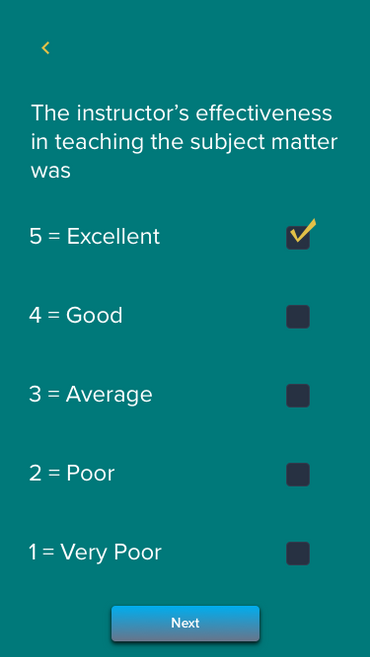 The instructor’s effectiveness
in teaching the subject matter
was
5 = Excellent
4 = Good
3 = Average
2 = Poor
1 = Very Poor
Next